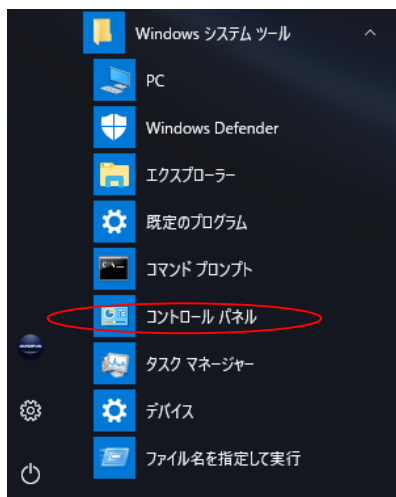 Windows システム ツール
PC
Windows Defender
エクスプローラー
既定のプログラム
コマンド プロンプト
コントロール パネル
タスク マネージャー
デバイス
ファイル名を指定して実行